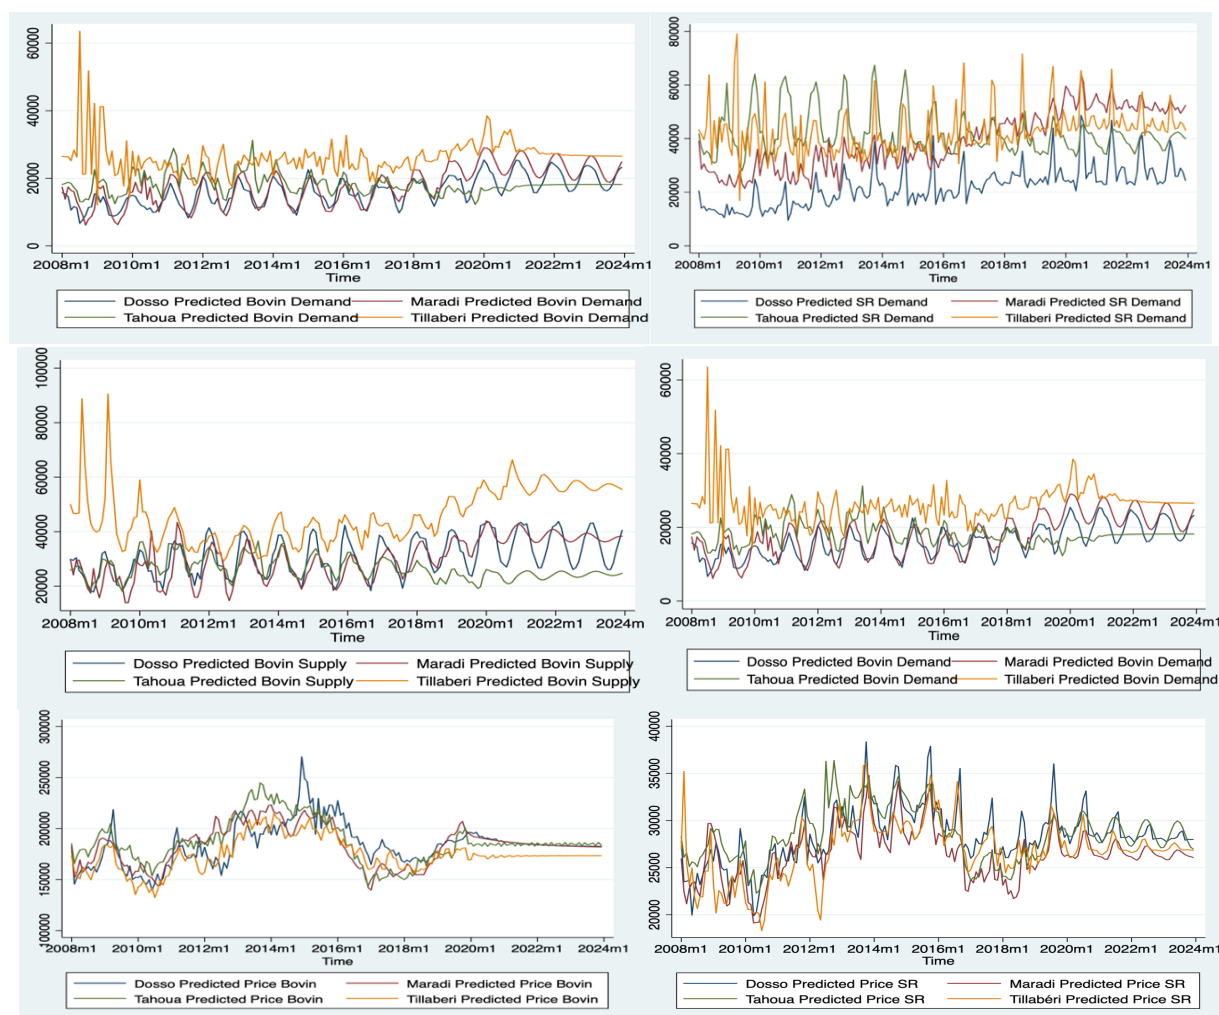 60000
40000
20000
0
2008m1 2010m1 2012m1 2014m1 2016m1 2018m1 2020m1 2022m1 2024m1
Time
Dosso Predicted Bovin Demand Maradi Predicted Bovin Demand
Tahoua Predicted Bovin Demand Tillaberi Predicted Bovin Demand
80000
60000
40000
20000
0
2008m1 2010m1 2012m1 2014m1 2016m1 2018m1 2020m1 2022m1 2024m1
Time
Dosso Predicted SR Demand Maradi Predicted SR Demand
Tahoua Predicted SR Demand Tillaberi Predicted SR Demand
100000
80000
60000
40000
20000
2008m1 2010m1 2012m1 2014m1 2016m1 2018m1 2020m1 2022m1 2024m
Time
Dosso Predicted Bovin Supply Maradi Predicted Bovin Supply
Tahoua Predicted Bovin Supply Tillaberi Predicted Bovin Supply
60000
40000
20000
0
2008m1 2010m1 2012m1 2014m1 2016m1 2018m1 2020m1 2022m1 2024m1
Time
Dosso Predicted Bovin Demand Maradi Predicted Bovin Demand
Tahoua Predicted Bovin Demand Tillaberi Predicted Bovin Demand
300000
250000
200000
150000
100000
2008m1 2010m1 2012m1 2014m1 2016m1 2018m1 2020m1 2022m1 2024m1
Time
Dosso Predicted Price Bovin Maradi Predicted Price Bovin
Tahoua Predicted Price Bovin Tillaberi Predicted Price Bovin
40000
35000
30000
25000
20000
2008m1 2010m1 2012m1 2014m1 2016m1 2018m1 2020m1 2022m1 2024m1
Time
Dosso Predicted Price SR Maradi Predicted Price SR
Tahoua Predicted Price SR Tillabéri Predicted Price SR